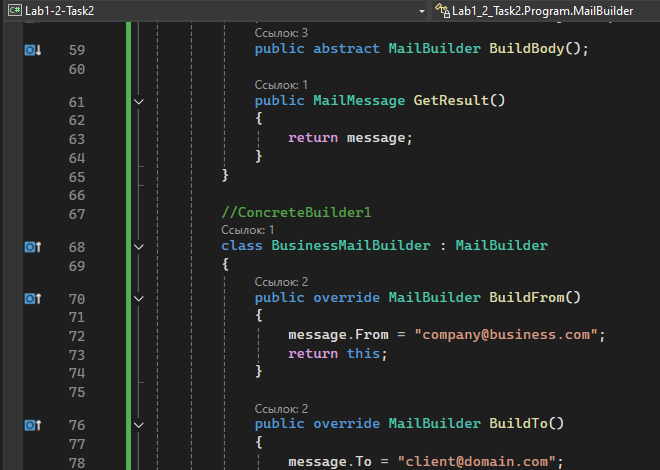 C# Lab1-2-Task2
Lab1_2_Task2.Program.MailBuilder
Ссылок: 3
59 public abstract MailBuilder BuildBody();
60
Ссылок: 1
61 public MailMessage GetResult()
62 {
63 return message;
64 }
65 }
66
67 //ConcreteBuilder1
Ссылок: 1
68 class BusinessMailBuilder : MailBuilder
69 {
Ссылок: 2
70 public override MailBuilder BuildFrom()
71 {
72 message.From = "company@business.com";
73 return this;
74 }
75
Ссылок: 2
76 public override MailBuilder BuildTo()
77 {
78 message.To = "client@domain.com";